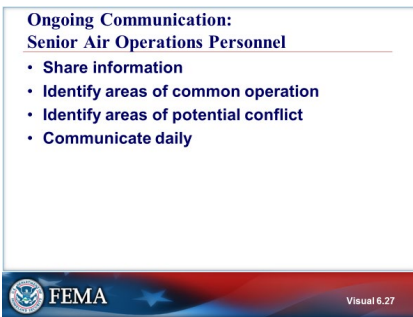 Ongoing Communication:
Senior Air Operations Personnel
• Share information
• Identify areas of common operation
• Identify areas of potential conflict
• Communicate daily
FEMA
Visual 6.27